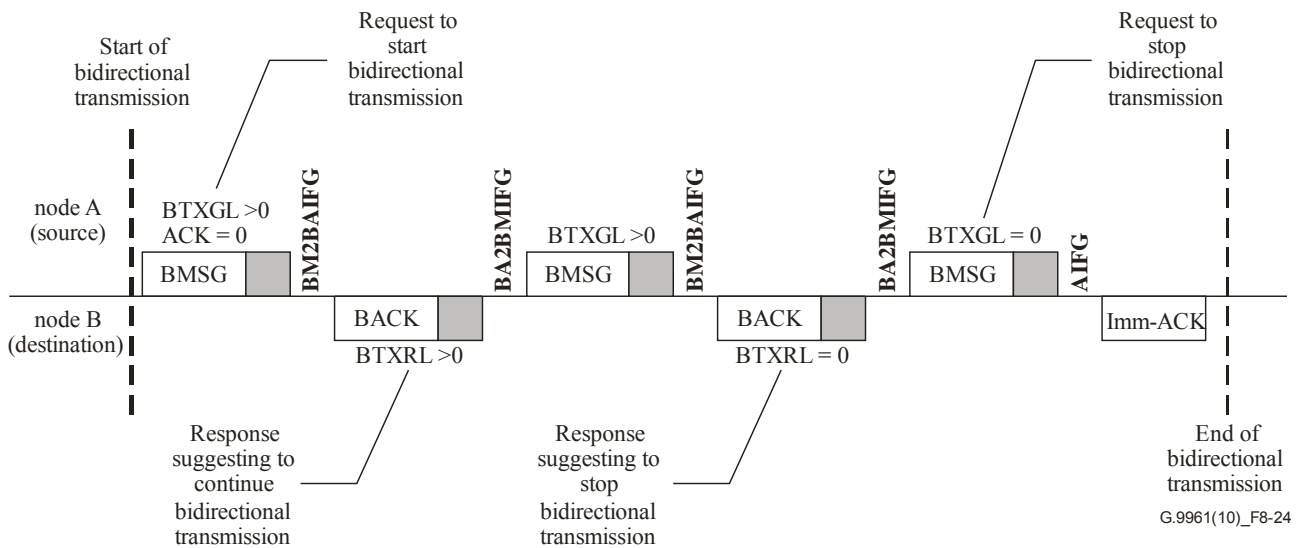 Start of
bidirectional
transmission
Request to
start
bidirectional
transmission
Request to
stop
bidirectional
transmission
node A
(source)
BTXGL >0
ACK = 0
BMSG
BM2BAIFG
BA2BMIFG
BTXGL >0
BMSG
BM2BAIFG
BA2BMIFG
BTXGL = 0
BMSG
AIFG
node B
(destination)
BACK
BTXRL >0
BACK
BTXRL = 0
Imm-ACK
Response
suggesting to
continue
bidirectional
transmission
Response
suggesting to
stop
bidirectional
transmission
End of
bidirectional
transmission
G.9961(10)_F8-24